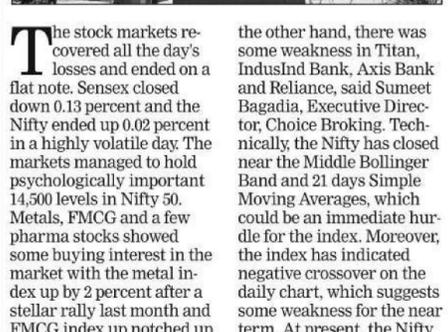 The stock markets re-
covered all the day's
losses and ended on a
flat note. Sensex closed
down 0.13 percent and the
Nifty ended up 0.02 percent
in a highly volatile day. The
markets managed to hold
psychologically important
14,500 levels in Nifty 50.
Metals, FMCG and a few
pharma stocks showed
some buying interest in the
market with the metal in-
dex up by 2 percent after a
stellar rally last month and
FMCG index up notched up
the other hand, there was
some weakness in Titan,
IndusInd Bank, Axis Bank
and Reliance, said Sumeet
Bagadia, Executive Direc-
tor, Choice Broking. Tech-
nically, the Nifty has closed
near the Middle Bollinger
Band and 21 days Simple
Moving Averages, which
could be an immediate hur-
dle for the index. Moreover,
the index has indicated
negative crossover on the
daily chart, which suggests
some weakness for the near
term. At present, the Nifty